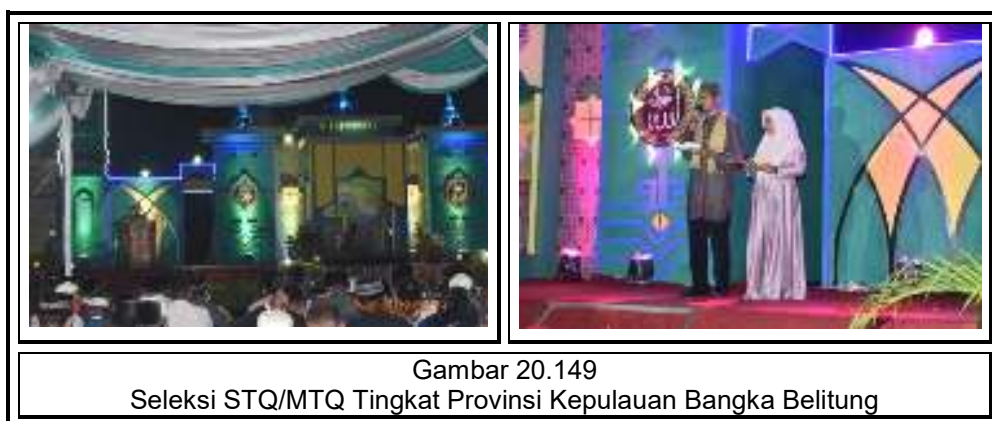 Gambar 20.149
Seleksi STQ/MTQ Tingkat Provinsi Kepulauan Bangka Belitung